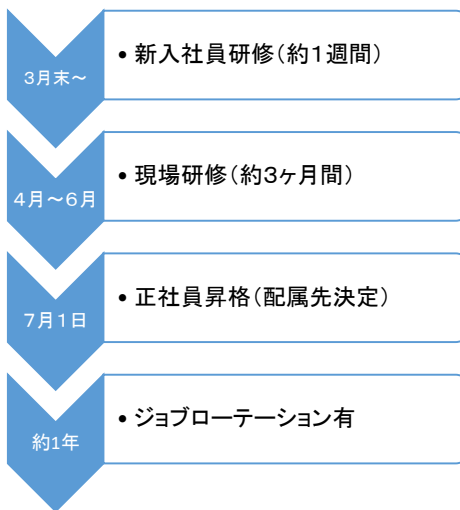 3月末～
• 新入社員研修（約１週間）
4月～6月
• 現場研修（約３ヶ月間）
7月1日
• 正社員昇格（配属先決定）
約1年
• ジョブローテーション有